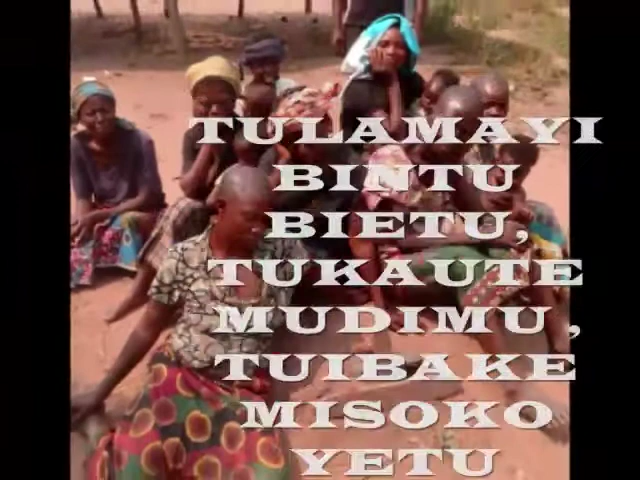 TULAMAYI
BINTU
BIETU,
TUKAUTE
MUDIMU ,
TUIBAKE
MISOKO
YETU